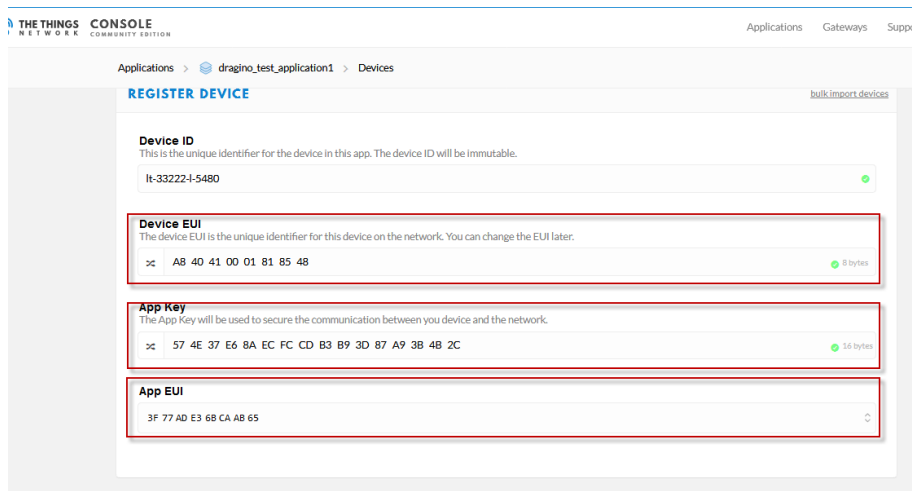 THE THINGS CONSOLE
NETWORK COMMUNITY EDITION
Applications Gateways
Applications > dragino_test_application1 > Devices
REGISTER DEVICE bulk import devices
Device ID
This is the unique identifier for the device in this app. The device ID will be immutable.
lt-33222-l-5480
Device EUI
The device EUI is the unique identifier for this device on the network. You can change the EUI later.
A8 40 41 00 01 81 85 48 8 bytes
App Key
The App Key will be used to secure the communication between you device and the network.
57 4E 37 E6 8A EC FC CD B3 B9 3D 87 A9 3B 4B 2C 16 bytes
App EUI
3F 77 AD E3 6B CA AB 65